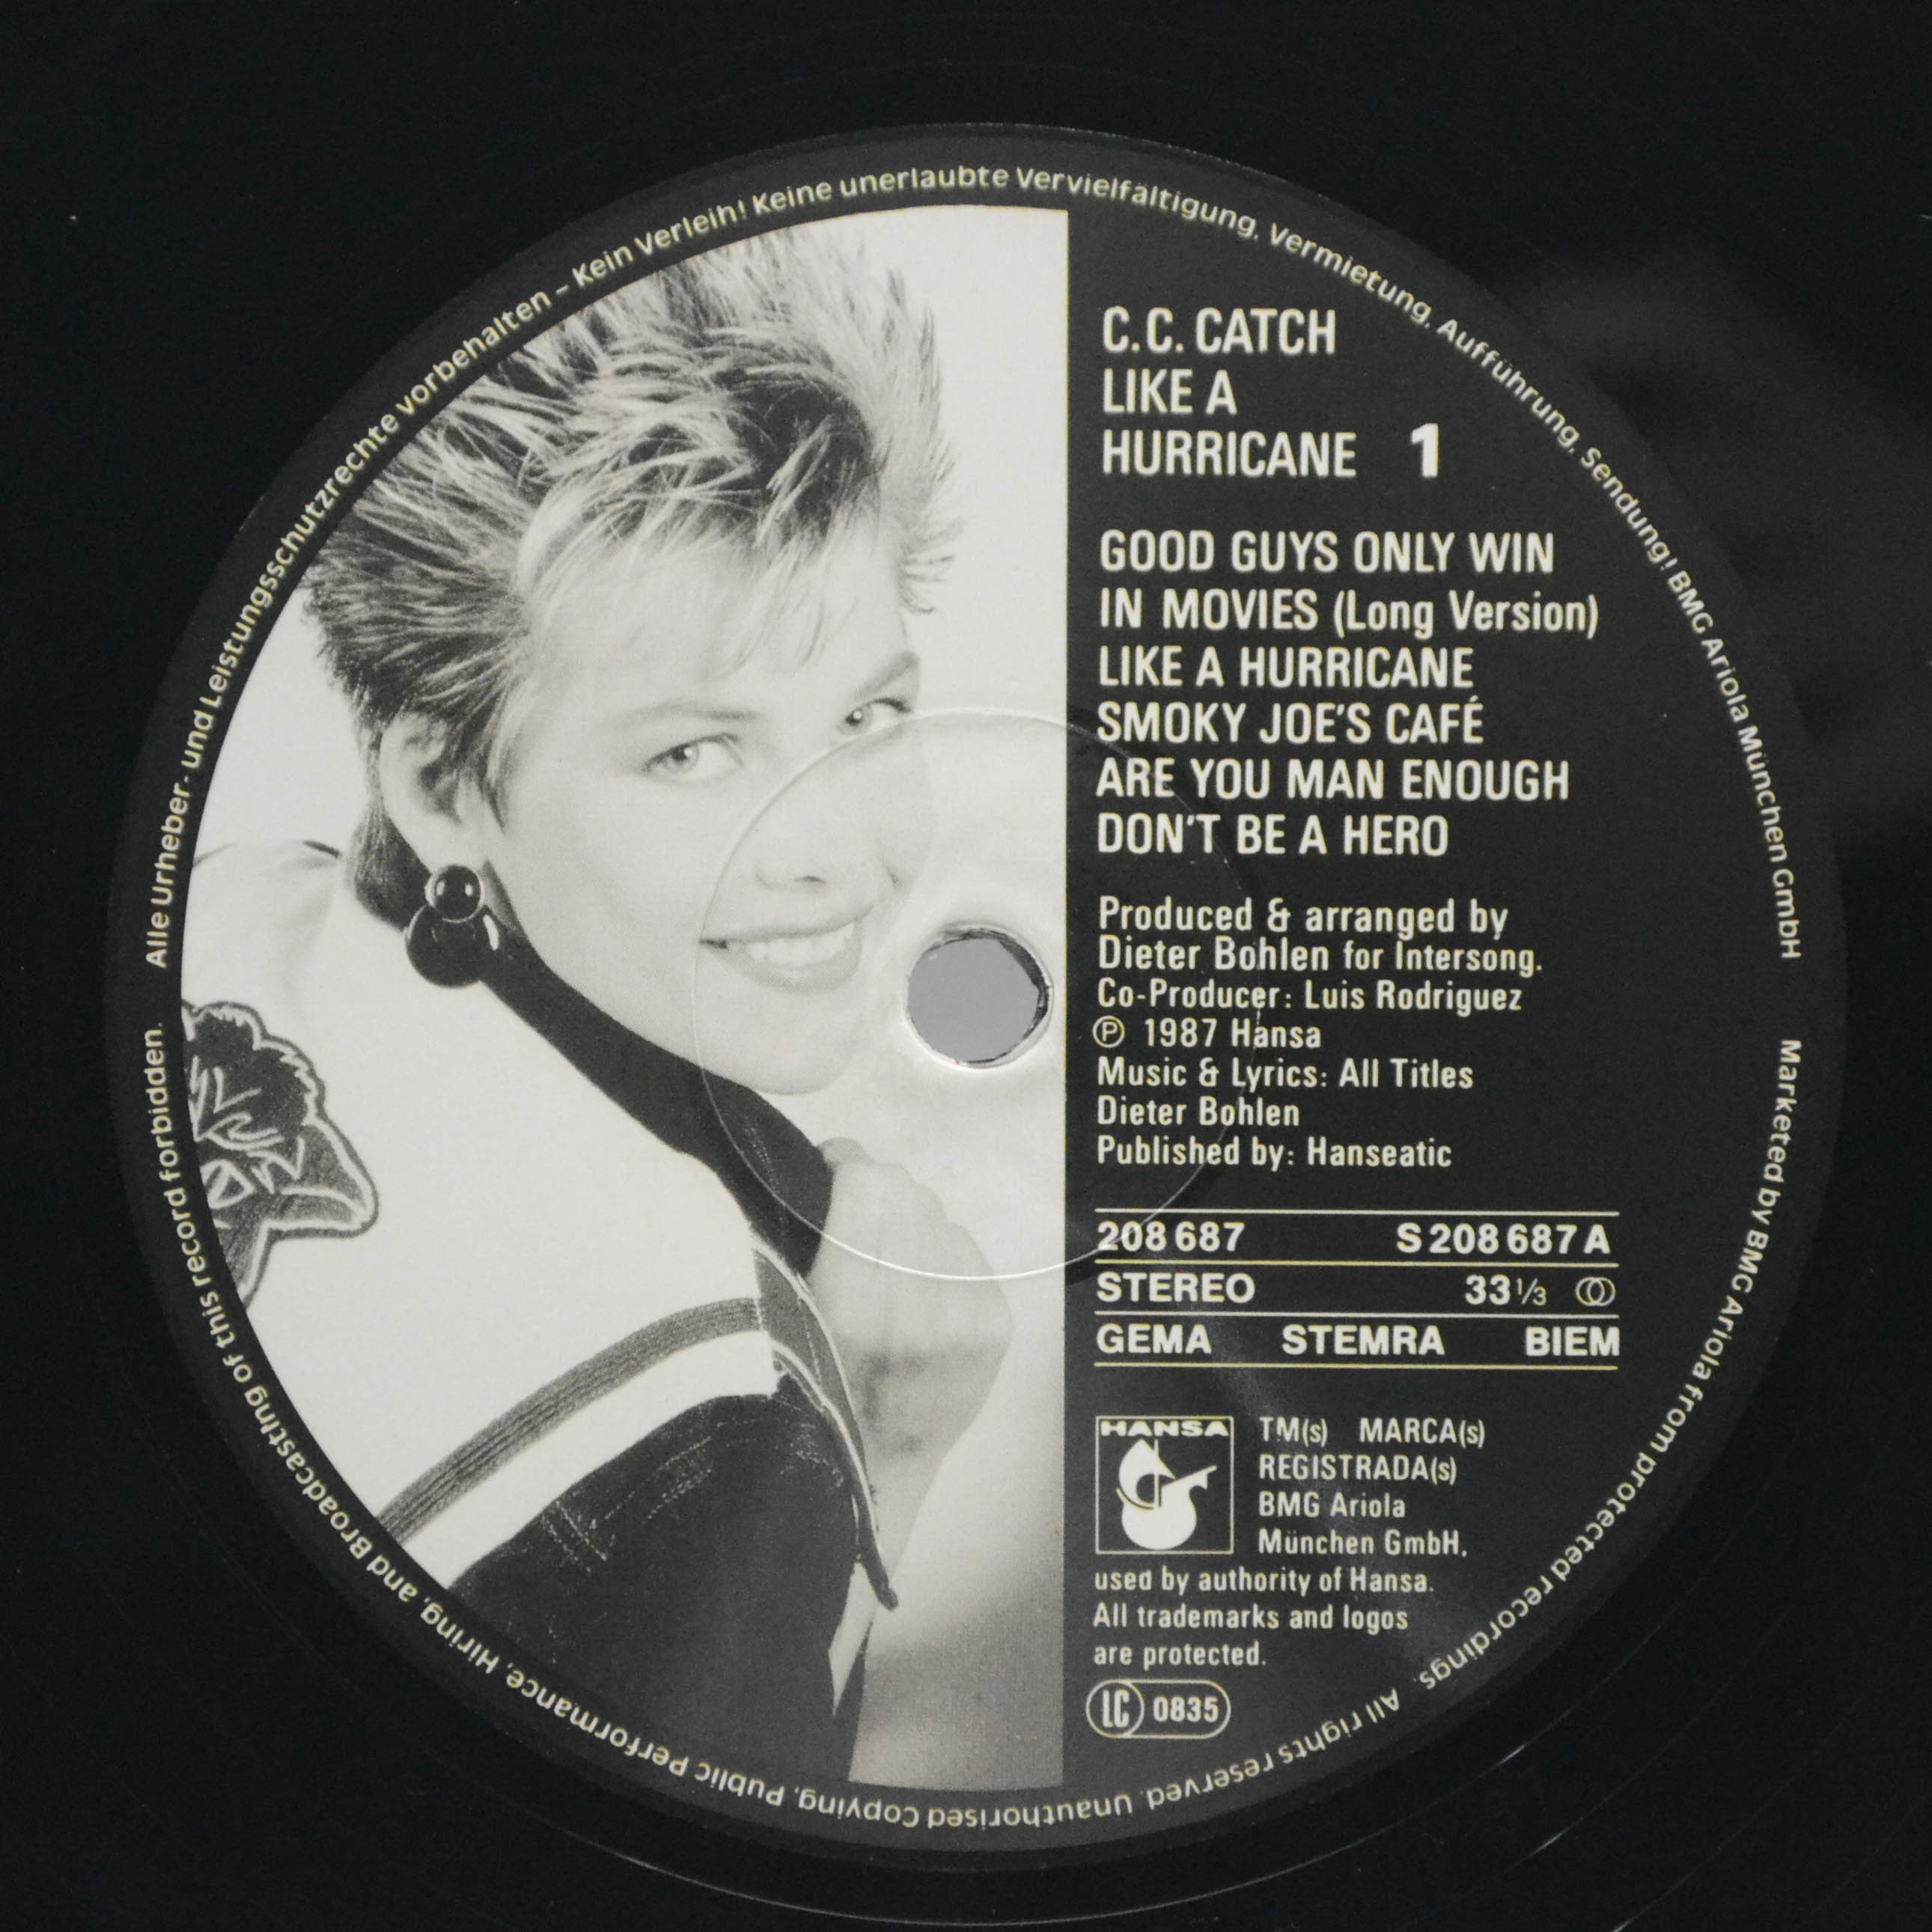 C.C. CATCH
LIKE A
HURRICANE 1
GOOD GUYS ONLY WIN
IN MOVIES (Long Version)
LIKE A HURRICANE
SMOKY JOE'S CAFÉ
ARE YOU MAN ENOUGH
DON'T BE A HERO
Produced & arranged by
Dieter Bohlen for Intersong.
Co-Producer: Luis Rodriguez
Ⓟ 1987 Hansa
Music & Lyrics: All Titles
Dieter Bohlen
Published by: Hanseatic
208 687 S 208 687 A
STEREO 33 1/3
GEMA STEMRA BIEM
HANSA
TM(s) MARCA(s)
REGISTRADA(s)
BMG Ariola
München GmbH,
used by authority of Hansa.
All trademarks and logos
are protected.
LC 0835
Alle Urheber- und Leistungsschutzrechte vorbehalten – Kein Verleih! Keine unerlaubte Vervielfältigung, Vermietung, Aufführung, Sendung! BMG Ariola München GmbH
Marketed by BMG Ariola from protected recordings. All rights reserved. Unauthorised Copying, Public Performance, Hiring, and Broadcasting of this record forbidden.